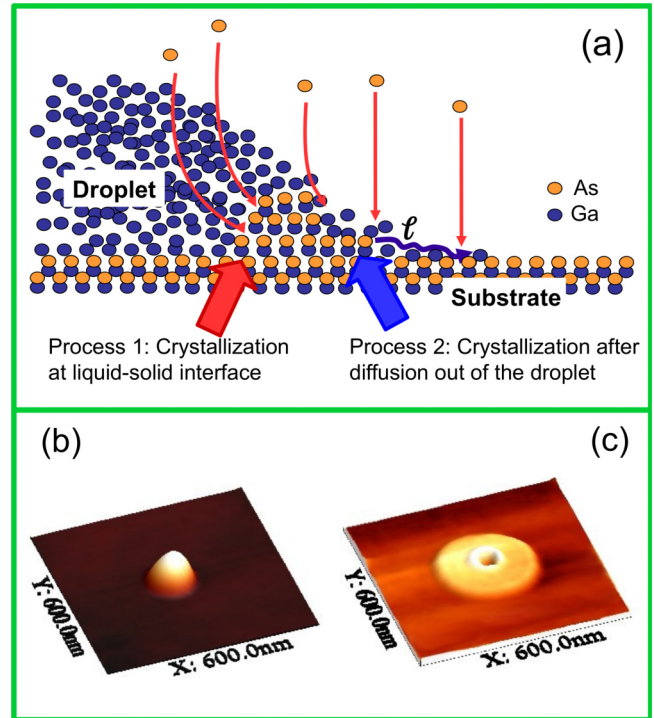 (a)
Droplet
As
Ga
ℓ
Substrate
Process 1: Crystallization
at liquid-solid interface
Process 2: Crystallization after
diffusion out of the droplet
(b)
(c)
Y: 600.0nm
X: 600.0nm
Y: 600.0nm
X: 600.0nm